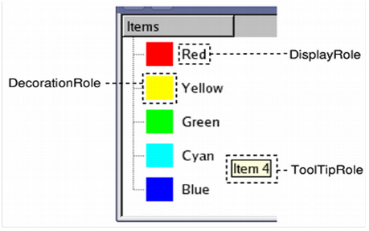 Items
Red
DisplayRole
DecorationRole
Yellow
Green
Cyan
Item 4
ToolTipRole
Blue